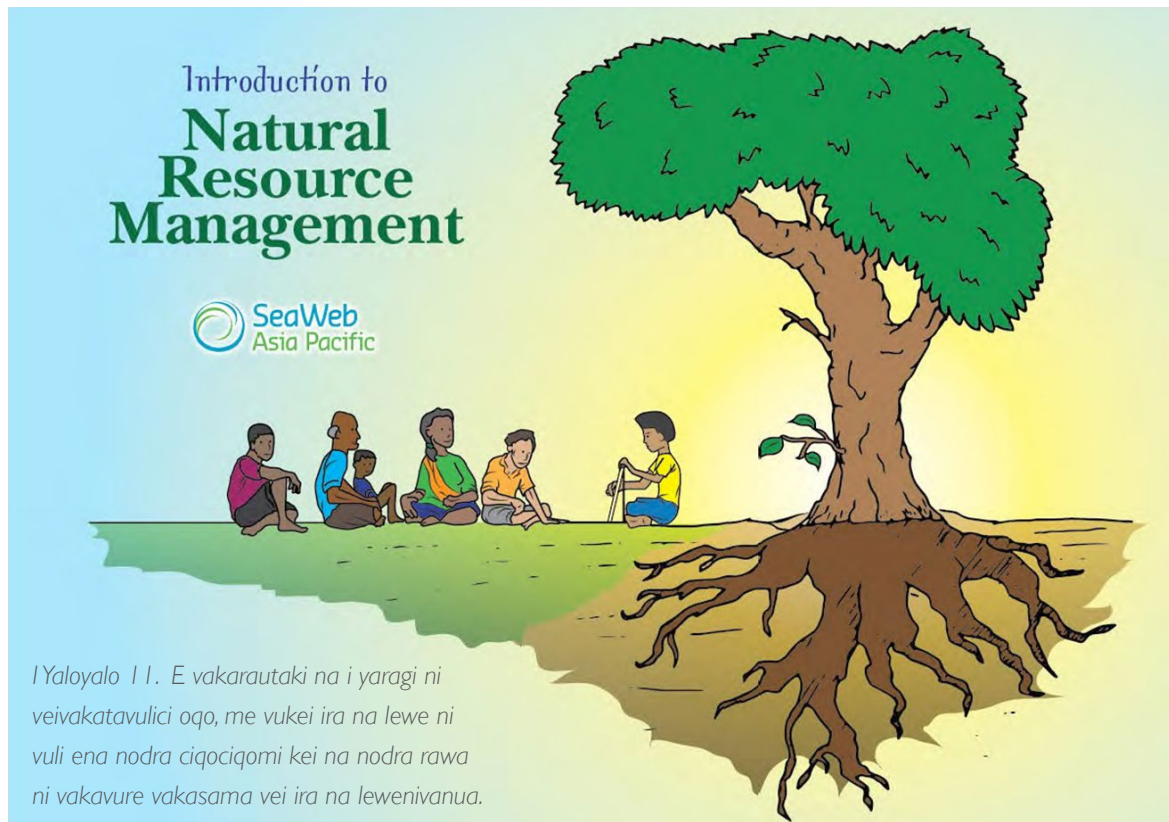 Introduction to
Natural
Resource
Management
SeaWeb
Asia Pacific
I Yaloyalo 11. E vakarautaki na i yaragi ni
veivakatavulici oqo, me vukei ira na lewe ni
vuli ena nodra ciqociqomi kei na nodra rawa
ni vakavure vakasama vei ira na lewenivanua.